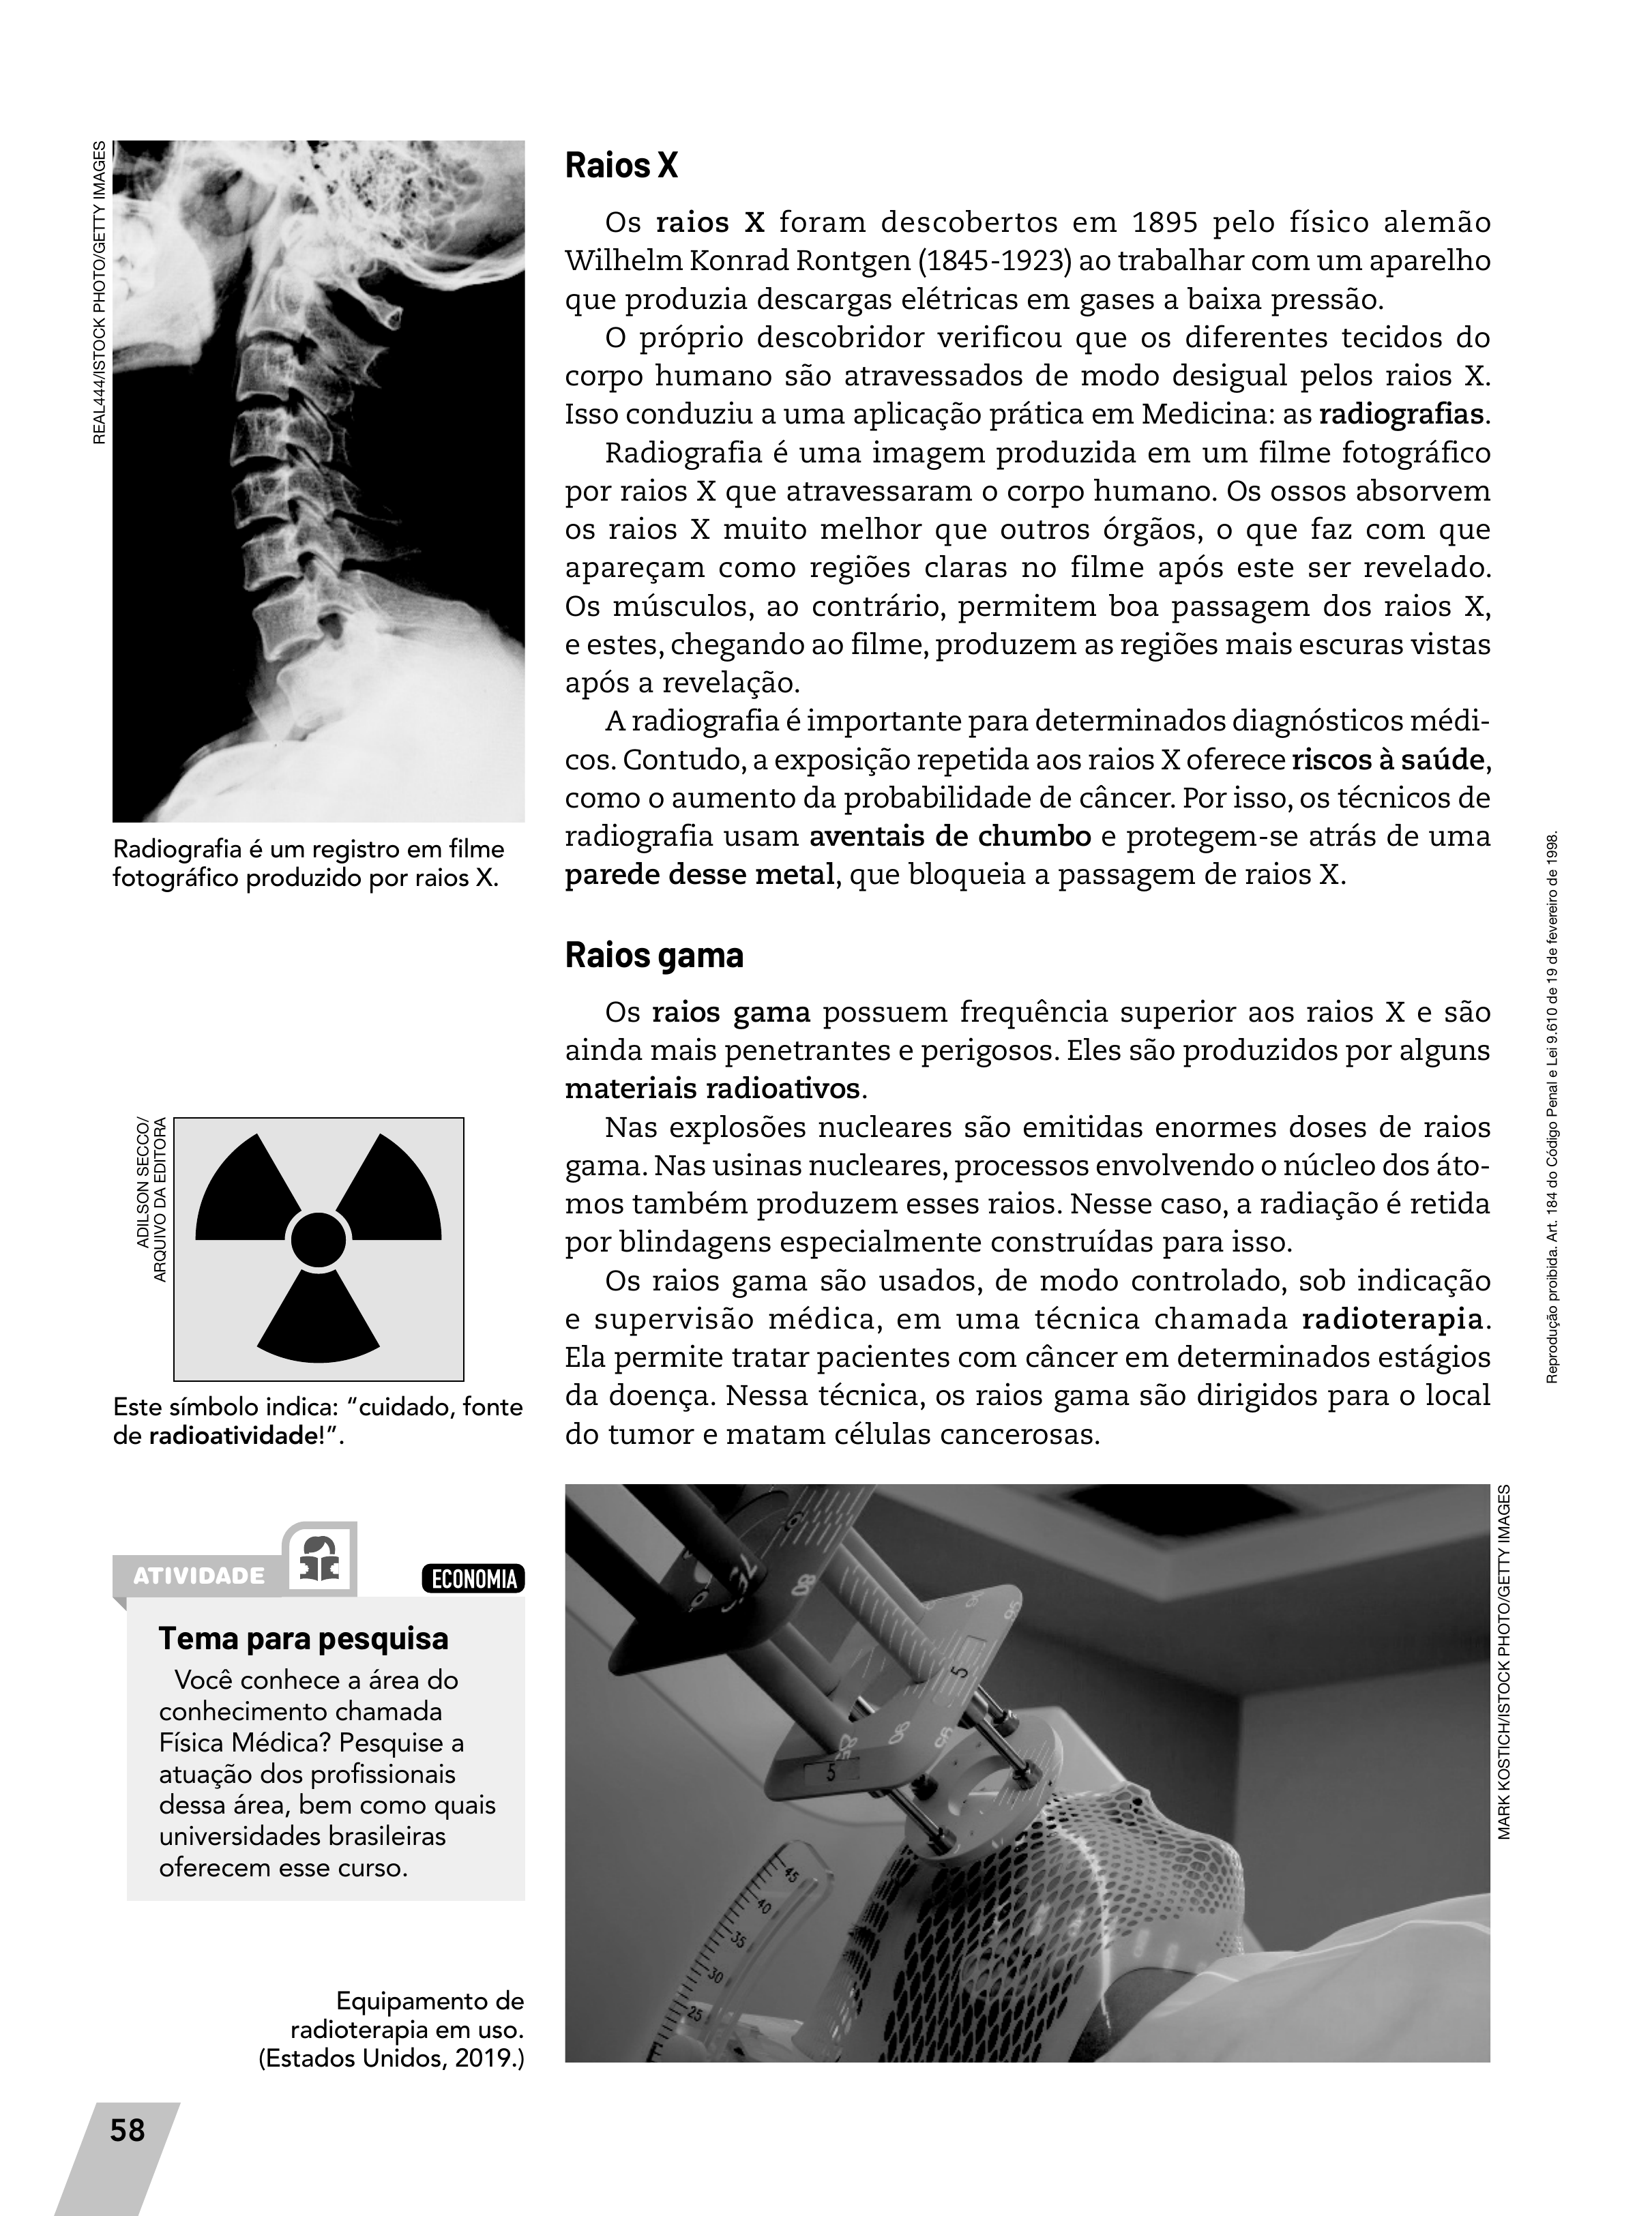 REAL444/ISTOCK PHOTO/GETTY IMAGES
Radiografia é um registro em filme
fotográfico produzido por raios X.
Raios X
Os raios X foram descobertos em 1895 pelo físico alemão
Wilhelm Konrad Rontgen (1845-1923) ao trabalhar com um aparelho
que produzia descargas elétricas em gases a baixa pressão.
O próprio descobridor verificou que os diferentes tecidos do
corpo humano são atravessados de modo desigual pelos raios X.
Isso conduziu a uma aplicação prática em Medicina: as radiografias.
Radiografia é uma imagem produzida em um filme fotográfico
por raios X que atravessaram o corpo humano. Os ossos absorvem
os raios X muito melhor que outros órgãos, o que faz com que
apareçam como regiões claras no filme após este ser revelado.
Os músculos, ao contrário, permitem boa passagem dos raios X,
e estes, chegando ao filme, produzem as regiões mais escuras vistas
após a revelação.
A radiografia é importante para determinados diagnósticos médi-
cos. Contudo, a exposição repetida aos raios X oferece riscos à saúde,
como o aumento da probabilidade de câncer. Por isso, os técnicos de
radiografia usam aventais de chumbo e protegem-se atrás de uma
parede desse metal, que bloqueia a passagem de raios X.
Raios gama
Os raios gama possuem frequência superior aos raios X e são
ainda mais penetrantes e perigosos. Eles são produzidos por alguns
materiais radioativos.
Nas explosões nucleares são emitidas enormes doses de raios
gama. Nas usinas nucleares, processos envolvendo o núcleo dos áto-
mos também produzem esses raios. Nesse caso, a radiação é retida
por blindagens especialmente construídas para isso.
Os raios gama são usados, de modo controlado, sob indicação
e supervisão médica, em uma técnica chamada radioterapia.
Ela permite tratar pacientes com câncer em determinados estágios
da doença. Nessa técnica, os raios gama são dirigidos para o local
do tumor e matam células cancerosas.
ADILSON SECCO/
ARQUIVO DA EDITORA
Este símbolo indica: “cuidado, fonte
de radioatividade!”.
ATIVIDADE
ECONOMIA
Tema para pesquisa
Você conhece a área do
conhecimento chamada
Física Médica? Pesquise a
atuação dos profissionais
dessa área, bem como quais
universidades brasileiras
oferecem esse curso.
Equipamento de
radioterapia em uso.
(Estados Unidos, 2019.)
80
95
5
80
95
85
5
45
40
35
30
25
MARK KOSTICH/ISTOCK PHOTO/GETTY IMAGES
Reprodução proibida. Art. 184 do Código Penal e Lei 9.610 de 19 de fevereiro de 1998.
58